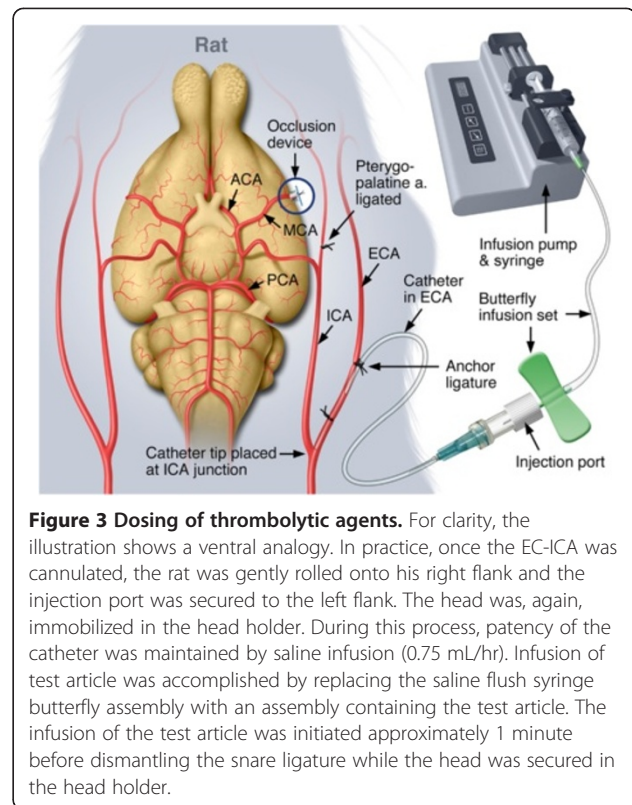 Rat
Occlusion
device
ACA
Pterygo-
palatine a.
ligated
MCA
ECA
Infusion pump
& syringe
PCA
Catheter
in ECA
Butterfly
infusion set
ICA
Anchor
ligature
Catheter tip placed
at ICA junction
Injection port
Figure 3 Dosing of thrombolytic agents. For clarity, the
illustration shows a ventral analogy. In practice, once the EC-ICA was
cannulated, the rat was gently rolled onto his right flank and the
injection port was secured to the left flank. The head was, again,
immobilized in the head holder. During this process, patency of the
catheter was maintained by saline infusion (0.75 mL/hr). Infusion of
test article was accomplished by replacing the saline flush syringe
butterfly assembly with an assembly containing the test article. The
infusion of the test article was initiated approximately 1 minute
before dismantling the snare ligature while the head was secured in
the head holder.